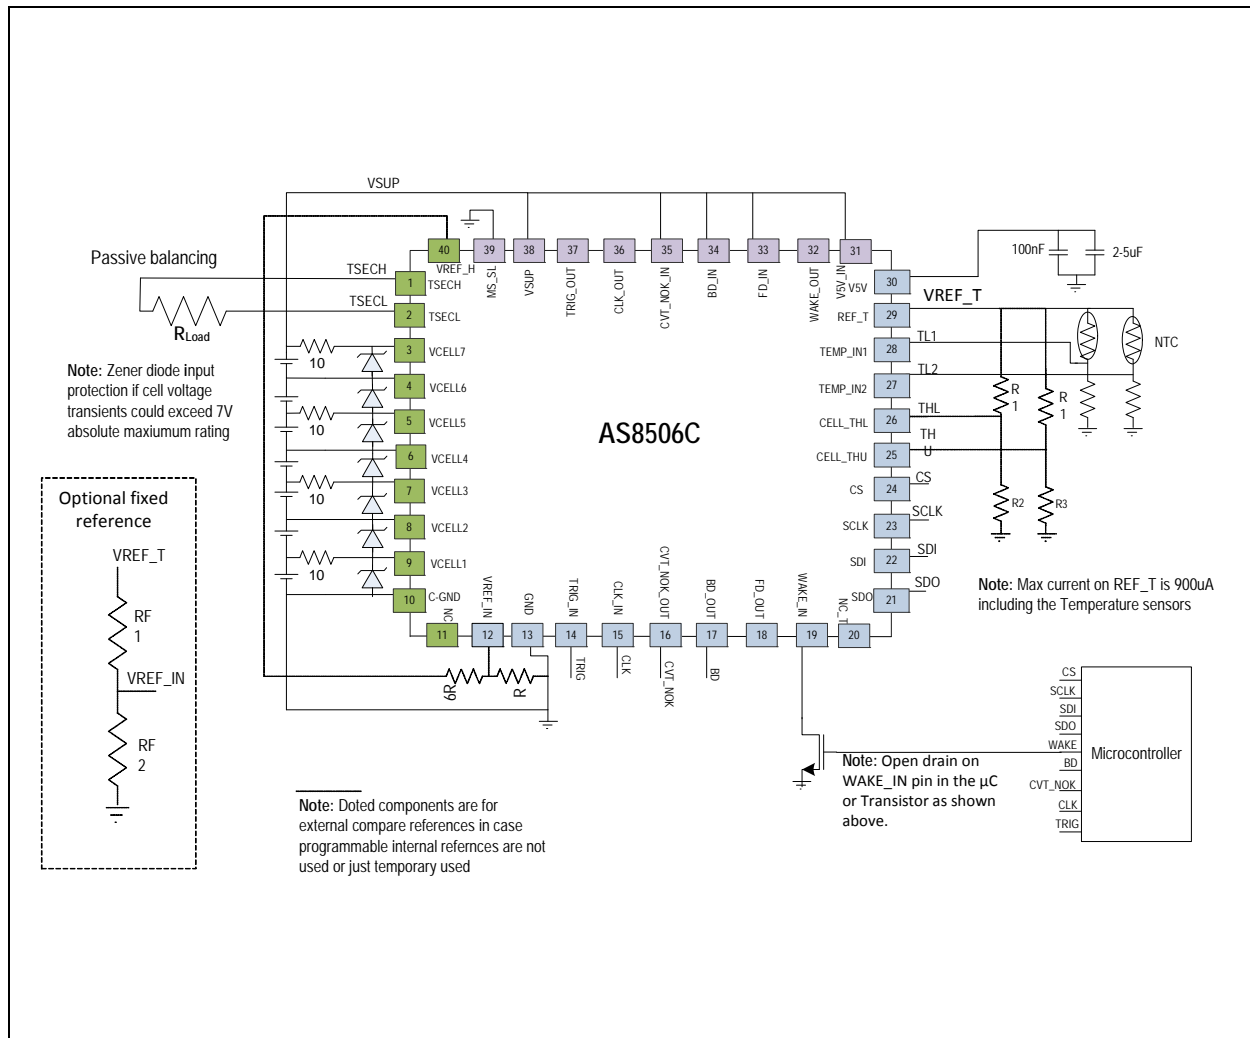 VSUP
40
39
38
37
36
35
34
33
32
31
VREF_H
MS_SL
VSUP
TRIG_OUT
CLK_OUT
CVT_NOK_IN
BD_IN
FD_IN
WAKE_OUT
V5V_IN
Passive balancing
TSECH
1
TSECH
TSECL
2
TSECL
RLoad
Note: Zener diode input
protection if cell voltage
transients could exceed 7V
absolute maxiumum rating
3
VCELL7
10
4
VCELL6
5
VCELL5
10
6
VCELL4
7
VCELL3
10
8
VCELL2
9
VCELL1
10
10
C-GND
AS8506C
V5V
30
100nF
2-5uF
VREF_T
REF_T
29
TL1
TEMP_IN1
28
NTC
TL2
TEMP_IN2
27
R
1
R
1
THL
CELL_THL
26
TH
U
CELL_THU
25
CS
CS
24
R2
R3
SCLK
SCLK
23
SDI
SDI
22
SDO
SDO
21
Note: Max current on REF_T is 900uA
including the Temperature sensors
Optional fixed
reference
VREF_T
RF
1
VREF_IN
RF
2
NC
VREF_IN
GND
TRIG_IN
CLK_IN
CVT_NOK_OUT
BD_OUT
FD_OUT
WAKE_IN
NC_T
11
12
13
14
15
16
17
18
19
20
6R
R
TRIG
CLK
CVT_NOK
BD
Note: Open drain on
WAKE_IN pin in the µC
or Transistor as shown
above.
CS
SCLK
SDI
SDO
WAKE
BD
CVT_NOK
CLK
TRIG
Microcontroller
Note: Doted components are for
external compare references in case
programmable internal refernces are not
used or just temporary used